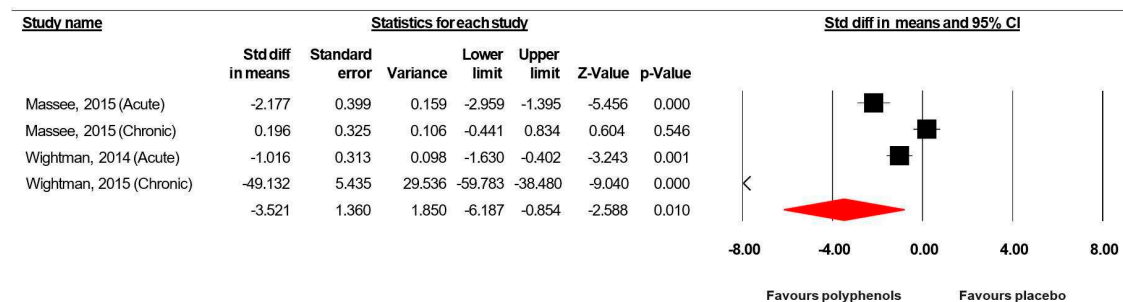 Study name Statistics for each study Std diff in means and 95% CI
Std diff Standard Lower Upper
in means error Variance limit limit Z-Value p-Value
Massee, 2015 (Acute) -2.177 0.399 0.159 -2.959 -1.395 -5.456 0.000
Massee, 2015 (Chronic) 0.196 0.325 0.106 -0.441 0.834 0.604 0.546
Wightman, 2014 (Acute) -1.016 0.313 0.098 -1.630 -0.402 -3.243 0.001
Wightman, 2015 (Chronic) -49.132 5.435 29.536 -59.783 -38.480 -9.040 0.000
-3.521 1.360 1.850 -6.187 -0.854 -2.588 0.010
-8.00 -4.00 0.00 4.00 8.00
Favours polyphenols Favours placebo